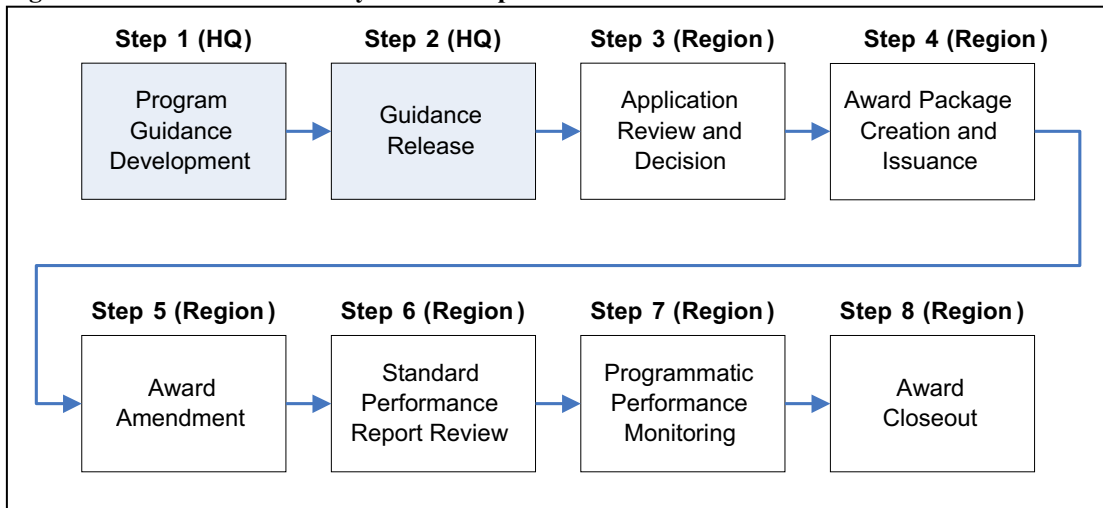 Step 1 (HQ)
Step 2 (HQ)
Step 3 (Region)
Step 4 (Region)
Program
Guidance
Development
Guidance
Release
Application
Review and
Decision
Award Package
Creation and
Issuance
Step 5 (Region)
Step 6 (Region)
Step 7 (Region)
Step 8 (Region)
Award
Amendment
Standard
Performance
Report Review
Programmatic
Performance
Monitoring
Award
Closeout